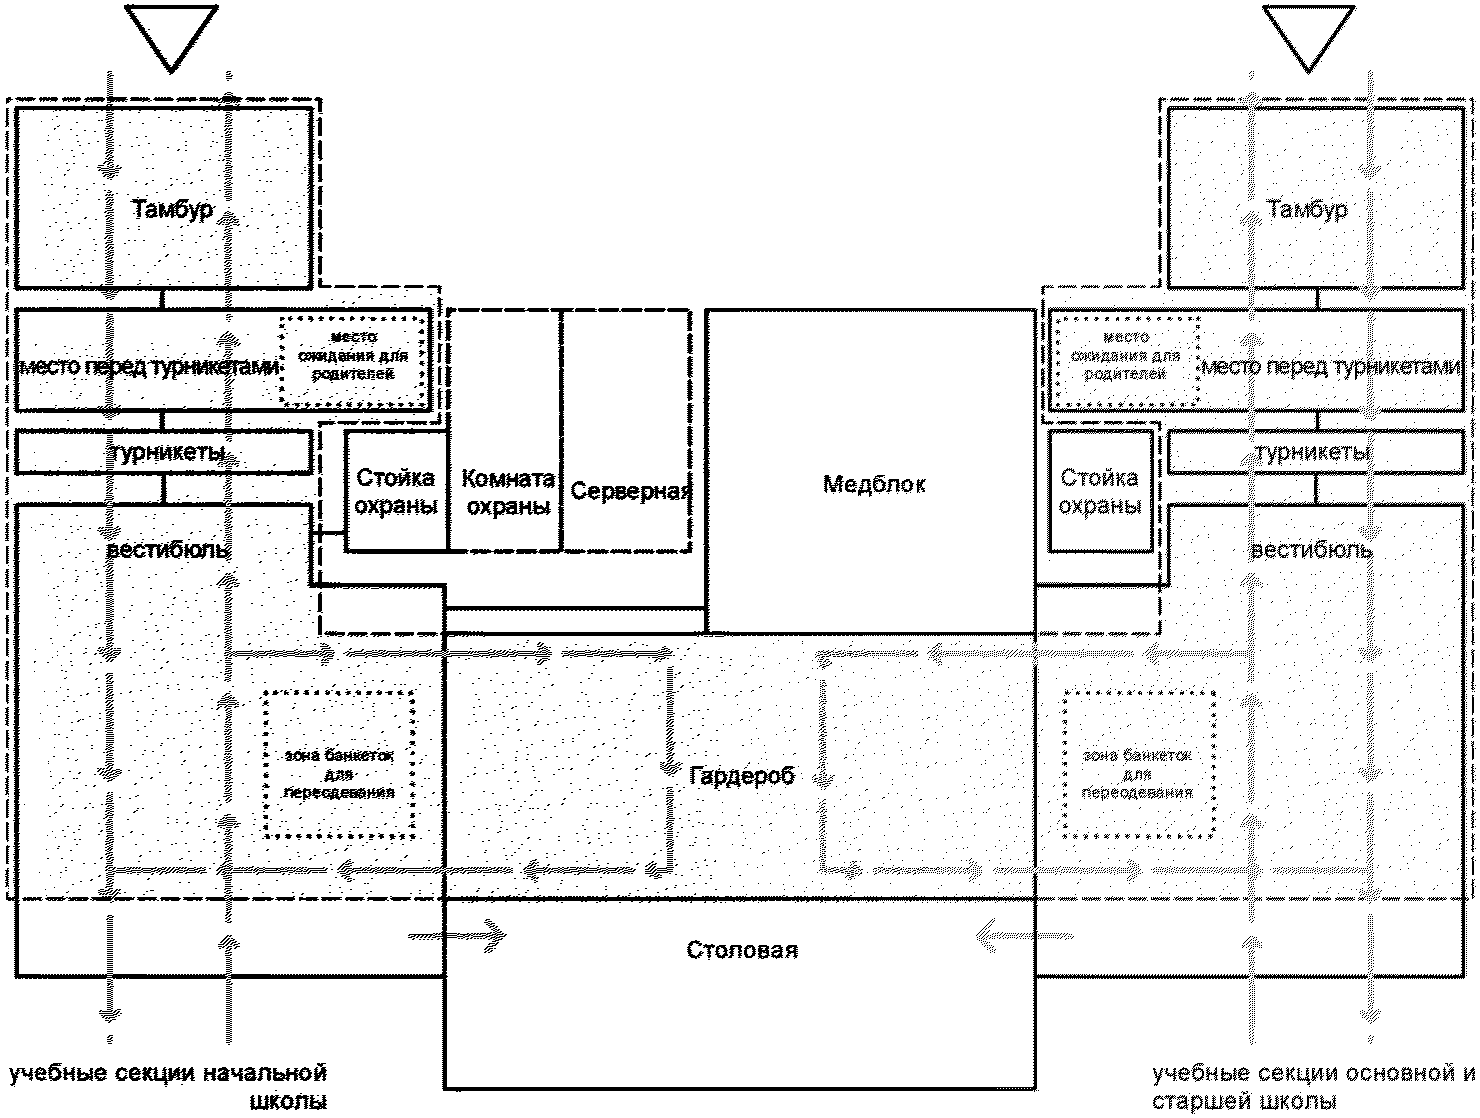 Тамбур
Тамбур
место
ожидания для
родителей
место перед турникетами
место
ожидания для
родителей
место перед турникетами
турникеты
турникеты
Стойка
охраны
Комната
охраны
Серверная
Медблок
Стойка
охраны
вестибюль
вестибюль
зона банкеток
для
переодевания
Гардероб
зона банкеток
для
переодевания
Столовая
учебные секции начальной
школы
учебные секции основной и
старшей школы